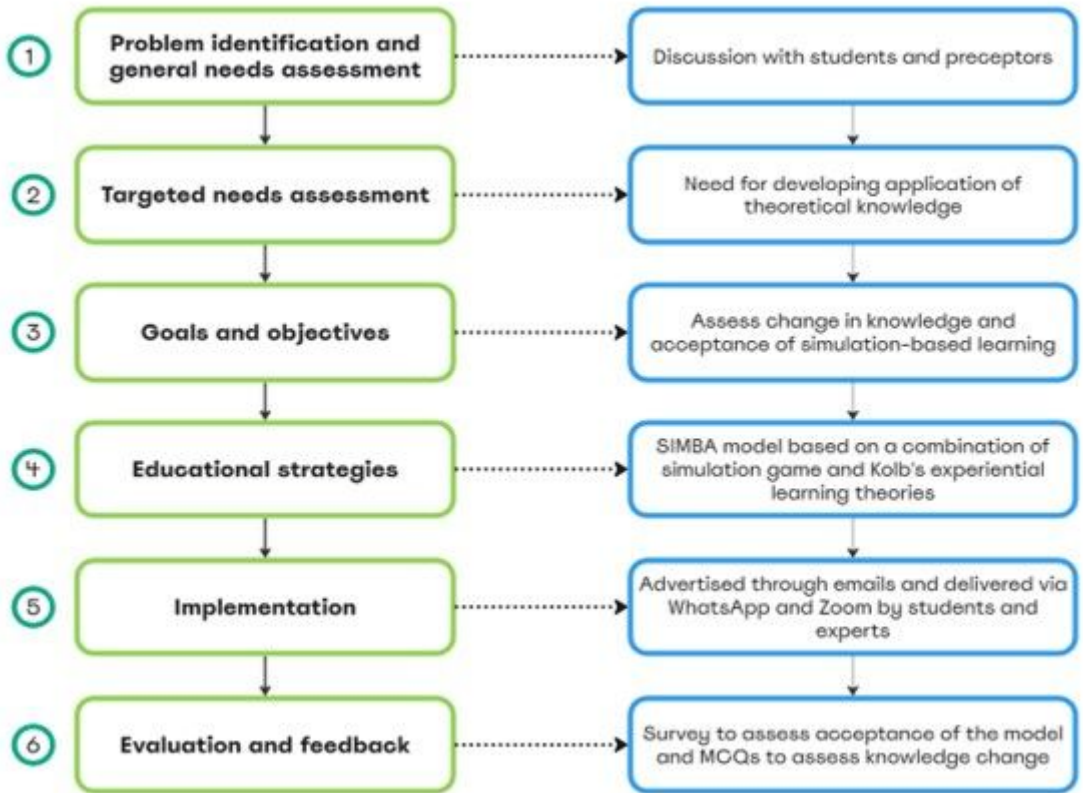 1
Problem identification and
general needs assessment
Discussion with students and preceptors
2
Targeted needs assessment
Need for developing application of
theoretical knowledge
3
Goals and objectives
Assess change in knowledge and
acceptance of simulation-based learning
4
Educational strategies
SIMBA model based on a combination of
simulation game and Kolb's experiential
learning theories
5
Implementation
Advertised through emails and delivered via
WhatsApp and Zoom by students and
experts
6
Evaluation and feedback
Survey to assess acceptance of the model
and MCQs to assess knowledge change